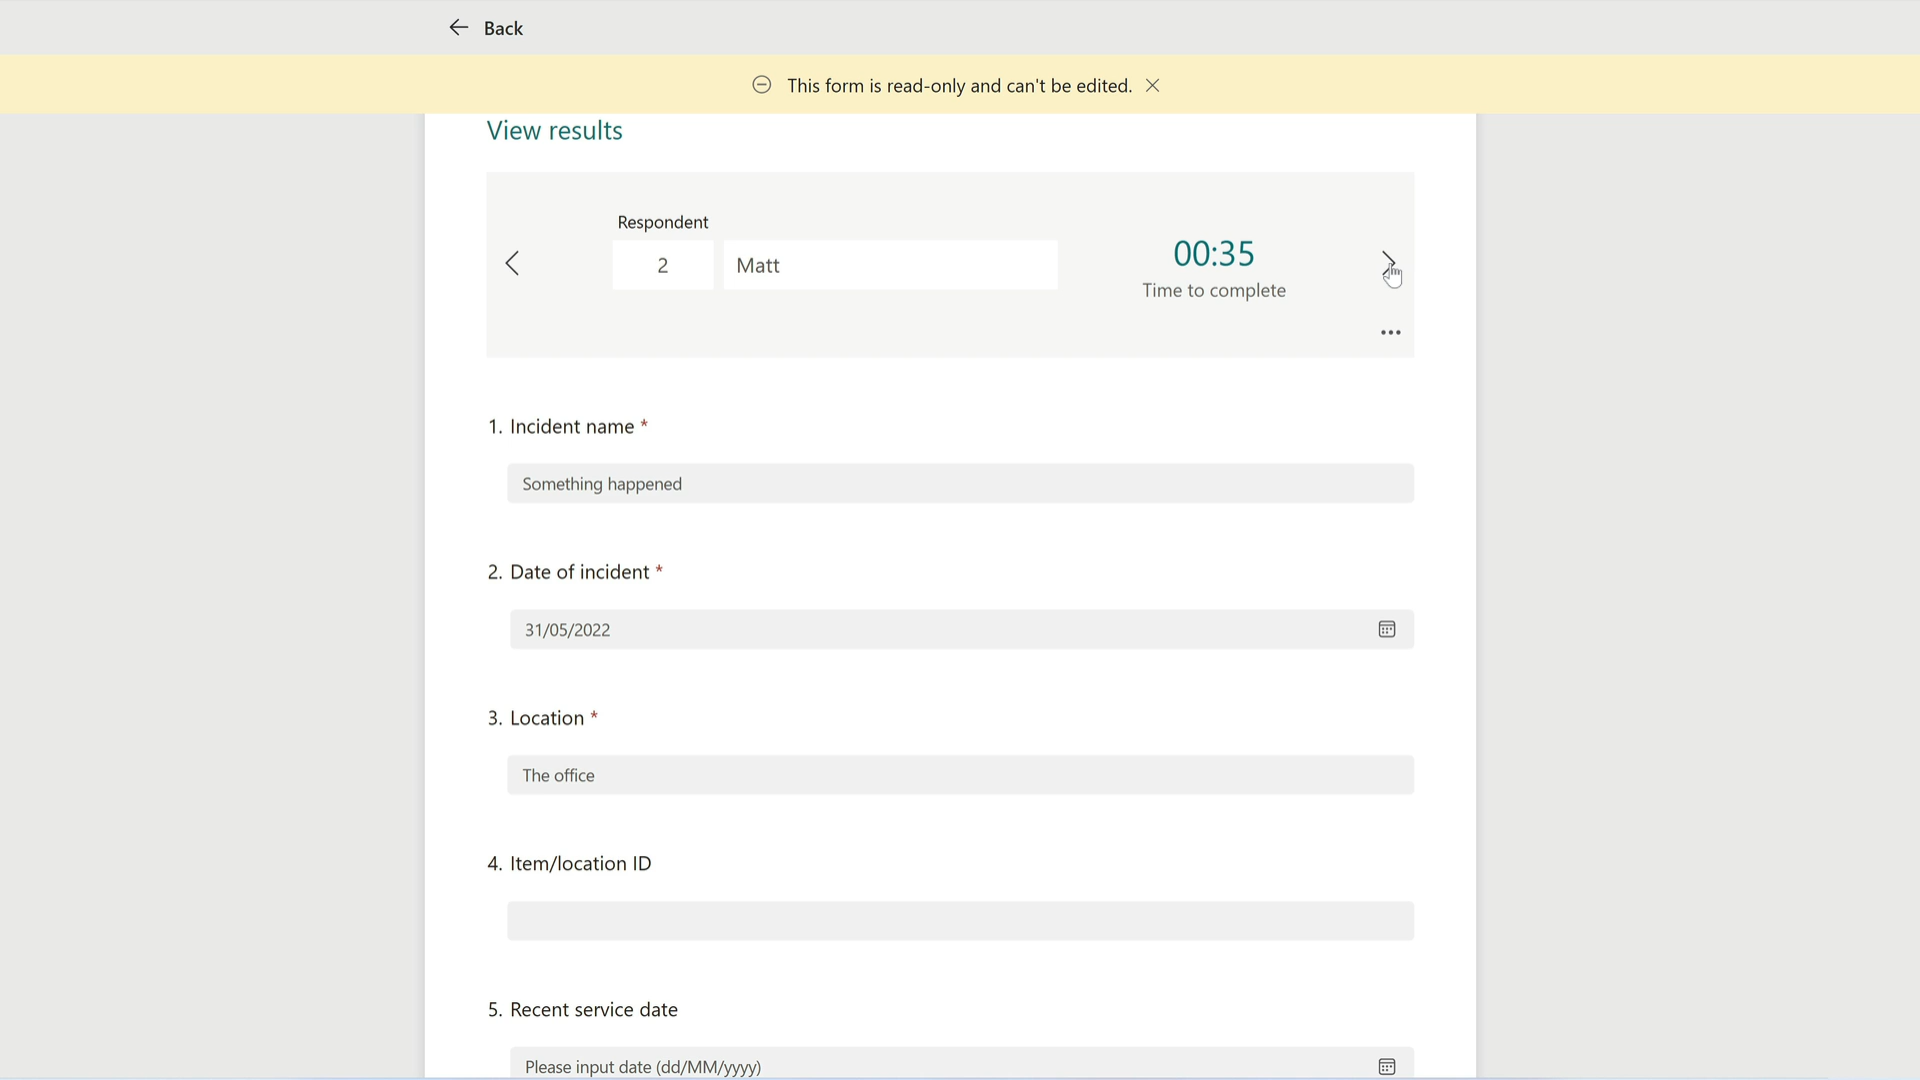 Back
This form is read-only and can't be edited.
View results
Respondent
2
Matt
00:35
Time to complete
1. Incident name *
Something happened
2. Date of incident *
31/05/2022
3. Location *
The office
4. Item/location ID
5. Recent service date
Please input date (dd/MM/yyyy)